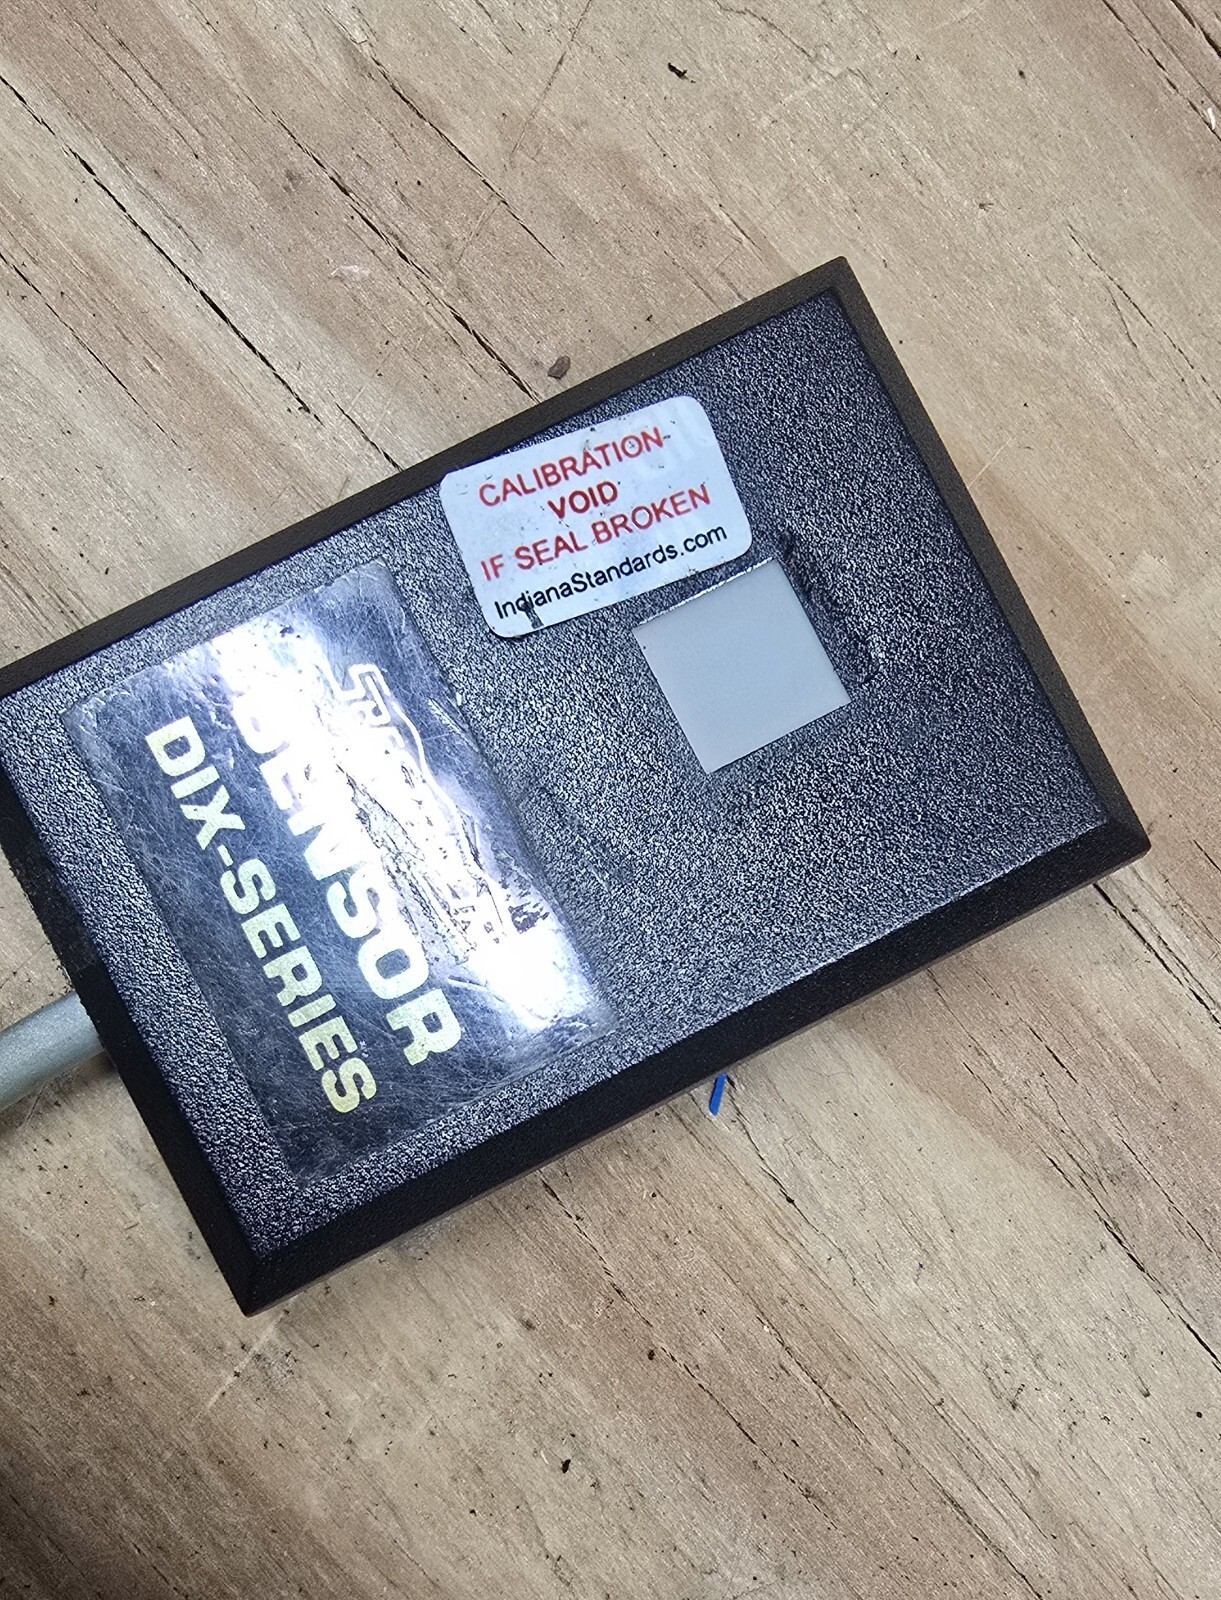 CALIBRATION
VOID
IF SEAL BROKEN
IndianaStandards.com
SENSOR
DIX-SERIES